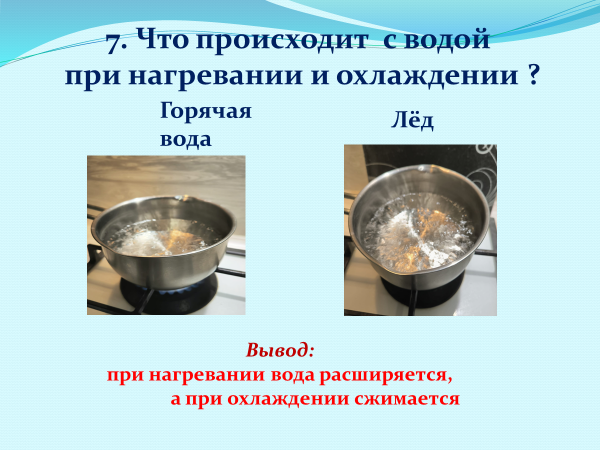 7. Что происходит с водой
при нагревании и охлаждении ?
Горячая
вода
Лёд
Вывод:
при нагревании вода расширяется,
а при охлаждении сжимается